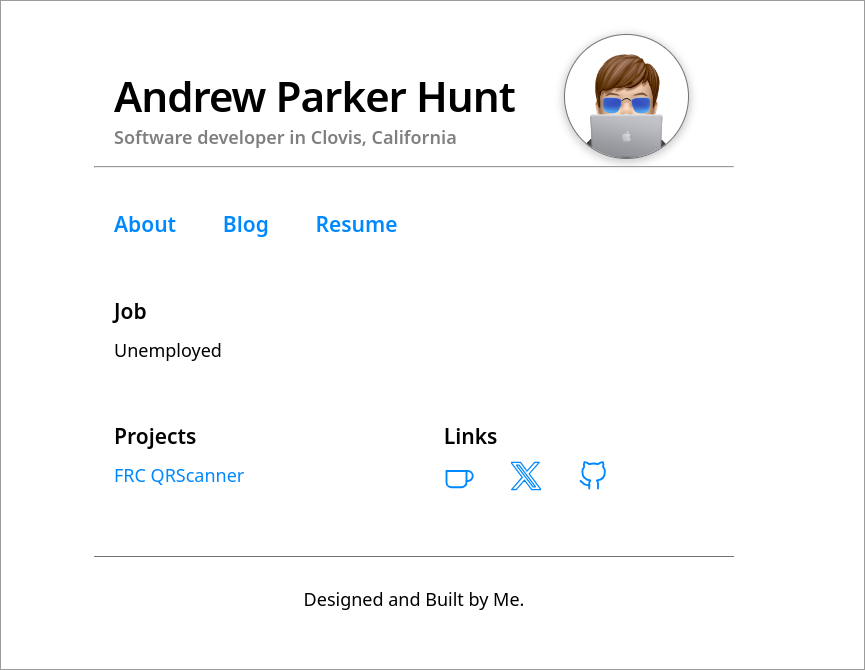 Andrew Parker Hunt
Software developer in Clovis, California
About Blog Resume
Job
Unemployed
Projects
FRC QRScanner
Links
Designed and Built by Me.